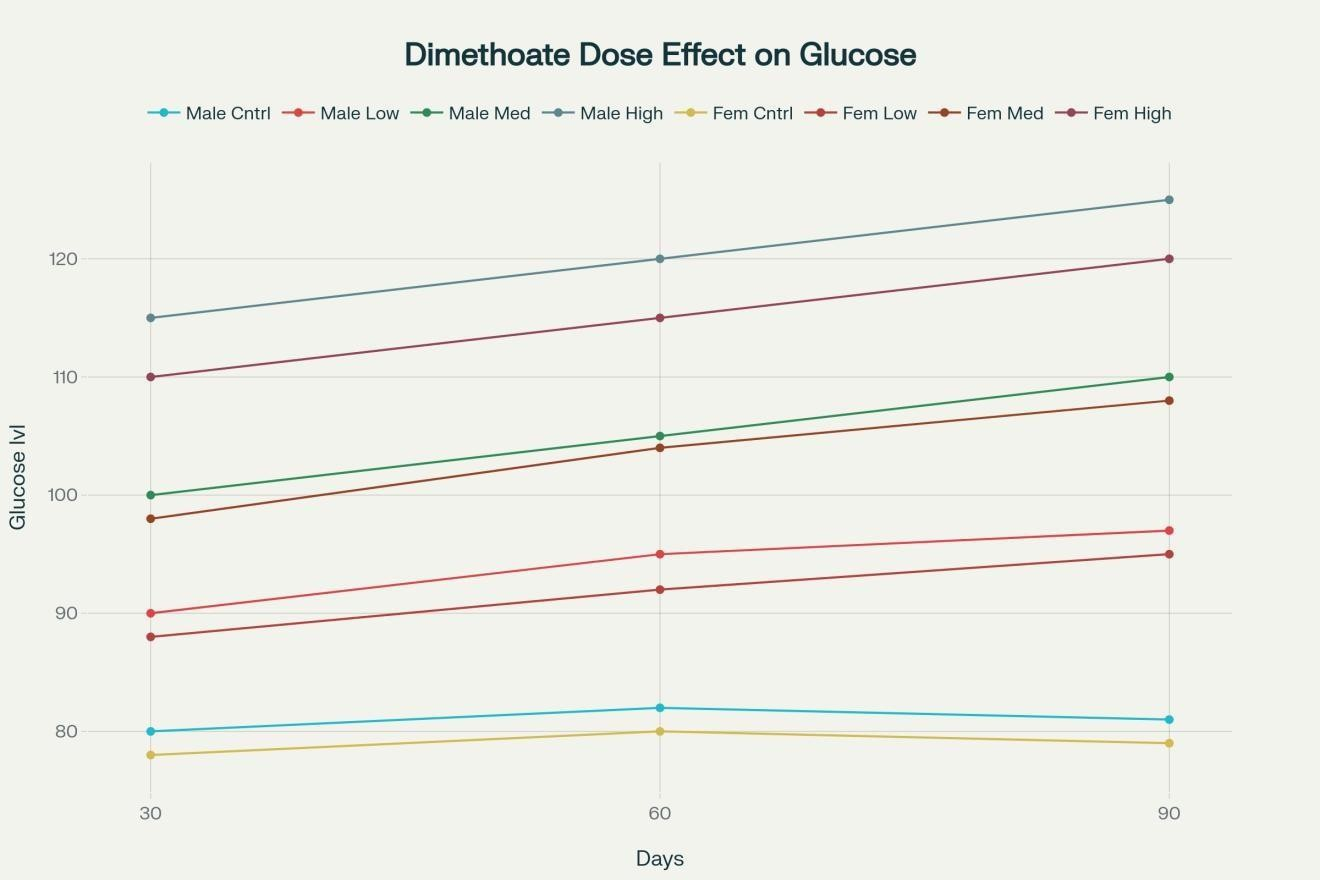 Dimethoate Dose Effect on Glucose
Male Cntrl Male Low Male Med Male High Fem Cntrl Fem Low Fem Med Fem High
Glucose lvl
120
110
100
90
80
30 60 90
Days